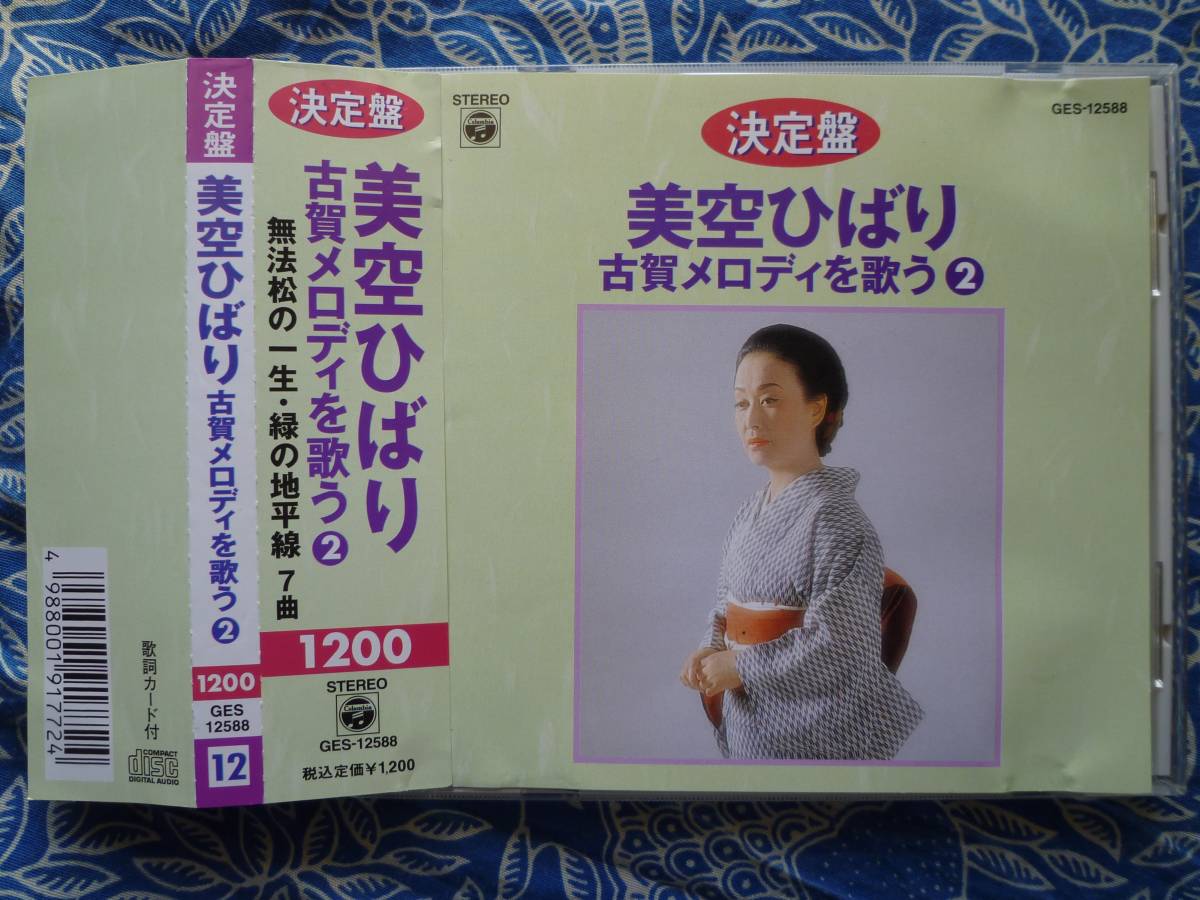 決定盤
美空ひばり 古賀メロディを歌う ❷
1200
GES
12588
12
4 988001 917724
歌詞カード付
COMPACT
disc
DIGITAL AUDIO
決定盤
美空ひばり
古賀メロディを歌う ❷
無法松の一生・緑の地平線 7曲
1200
STEREO
Columbia
GES-12588
税込定価¥1,200
STEREO
Columbia
GES-12588
決定盤
美空ひばり
古賀メロディを歌う ❷